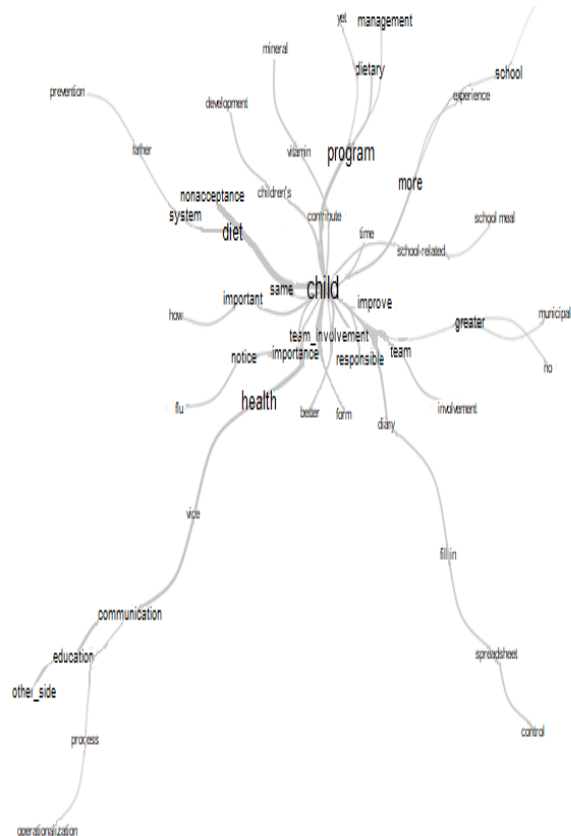 yet
management
mineral
dietary
school
prevention
experience
development
father
vitamin
program
nonacceptance
children's
more
system
contribute
school meal
diet
time
school-related
same
child
important
improve
how
municipal
greater
team_involvement
notice
importance
responsible
team
no
health
flu
better
form
involvement
diary
vice
fill in
communication
education
spreadsheet
other_side
process
control
operationalization